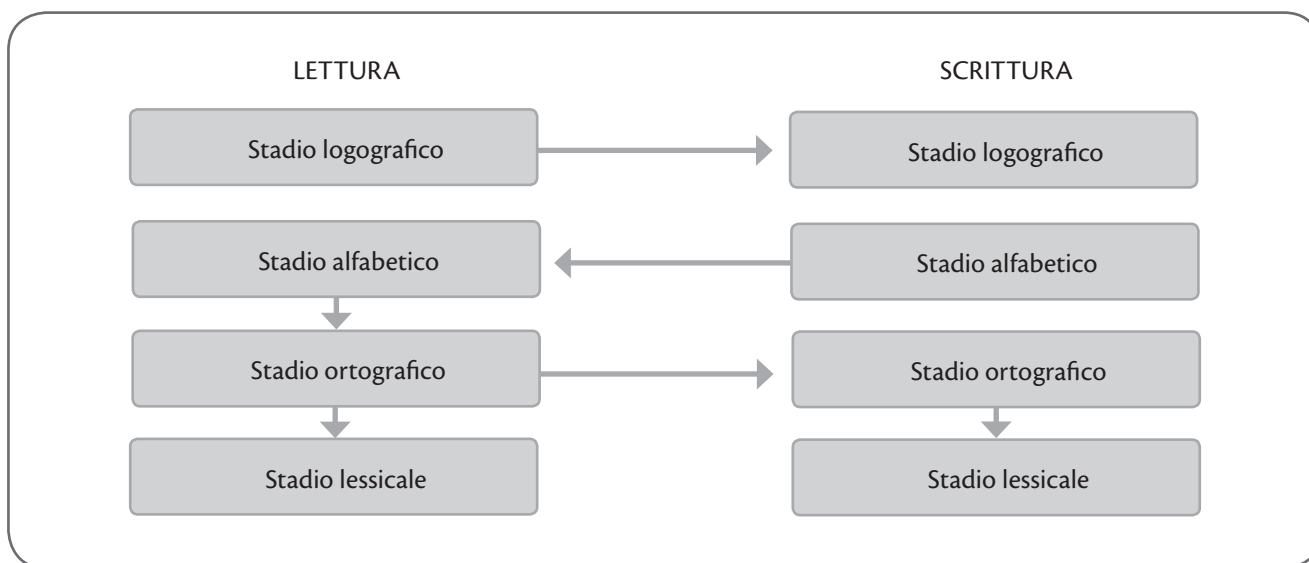 LETTURA
SCRITTURA
Stadio logografico
Stadio logografico
Stadio alfabetico
Stadio alfabetico
Stadio ortografico
Stadio ortografico
Stadio lessicale
Stadio lessicale